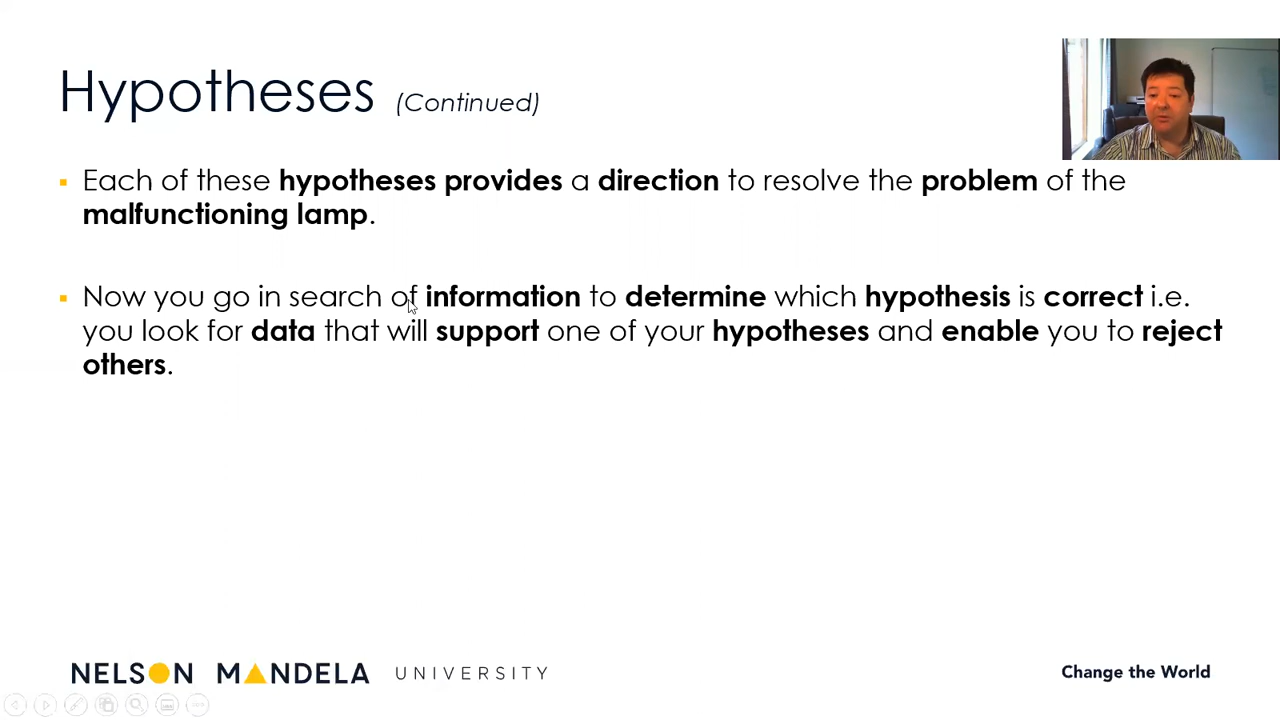 Hypotheses (Continued)
Each of these hypotheses provides a direction to resolve the problem of the
malfunctioning lamp.
Now you go in search of information to determine which hypothesis is correct i.e.
you look for data that will support one of your hypotheses and enable you to reject
others.
NELSON MANDELA UNIVERSITY
Change the World